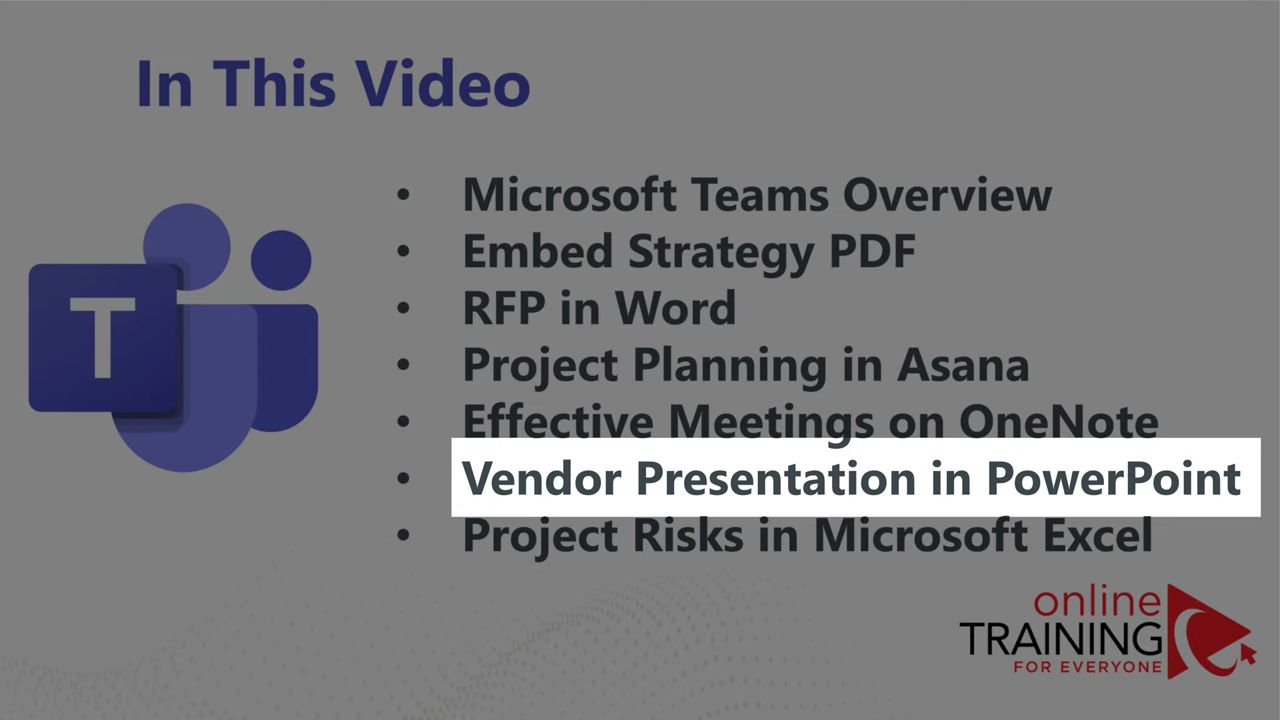 In This Video
• Microsoft Teams Overview
• Embed Strategy PDF
• RFP in Word
• Project Planning in Asana
• Effective Meetings on OneNote
• Vendor Presentation in PowerPoint
• Project Risks in Microsoft Excel
T
online
TRAINING
FOR EVERYONE